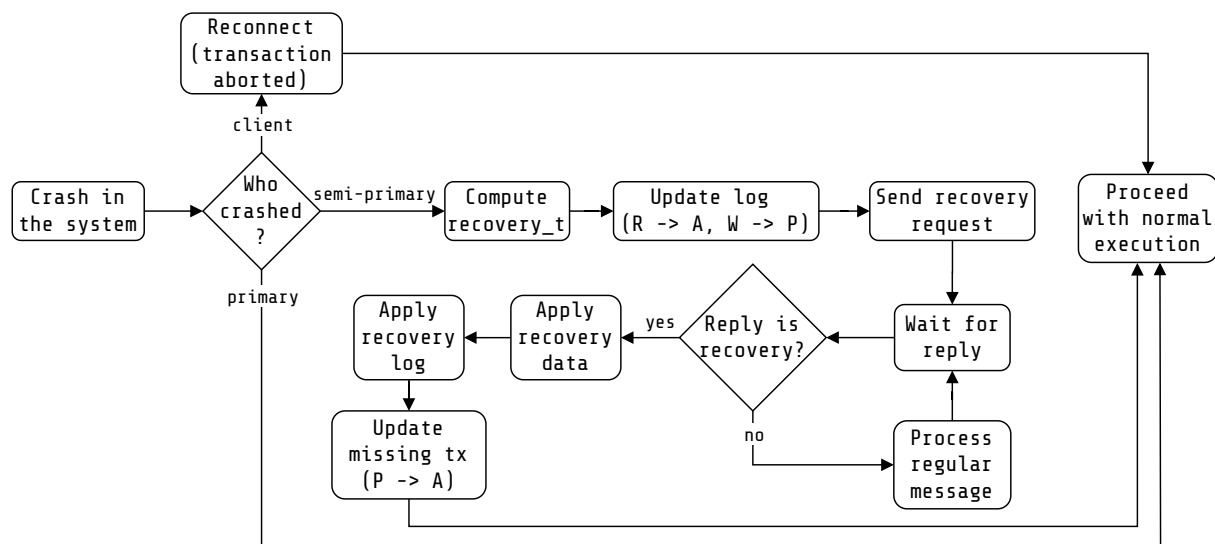 Reconnect
(transaction
aborted)
client
Crash in
the system
Who
crashed
?
semi-primary
Compute
recovery_t
Update log
(R -> A, W -> P)
Send recovery
request
Proceed
with normal
execution
primary
Apply
recovery
log
Apply
recovery
data
yes
Reply is
recovery?
Wait for
reply
no
Update
missing tx
(P -> A)
Process
regular
message